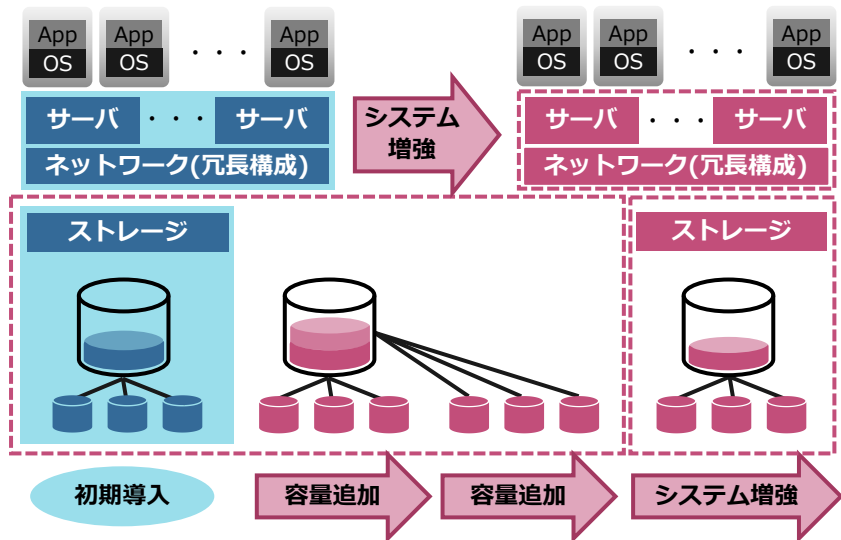 App App ・・・ App
OS OS OS
App App ・・・ App
OS OS OS
サーバ ・・・ サーバ
ネットワーク(冗長構成)
システム
増強
サーバ ・・・ サーバ
ネットワーク(冗長構成)
ストレージ
ストレージ
初期導入
容量追加
容量追加
システム増強